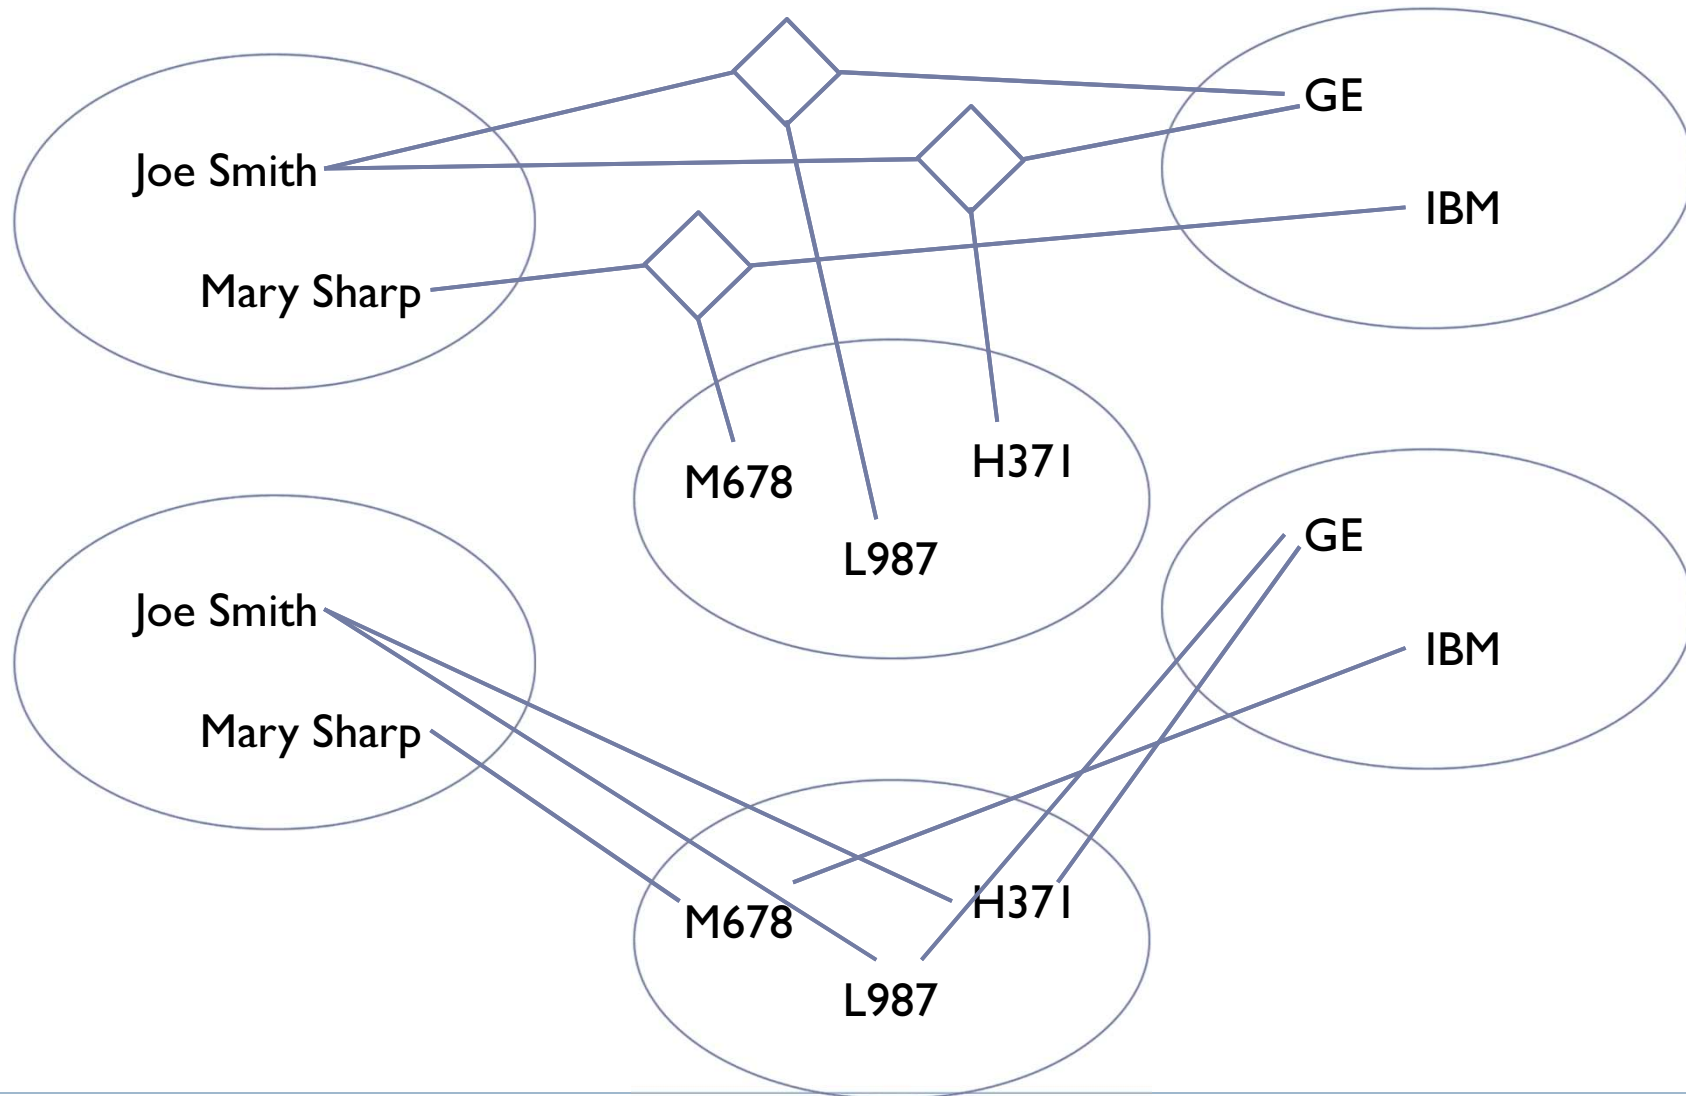 GE
Joe Smith
IBM
Mary Sharp
H371
M678
L987
GE
Joe Smith
IBM
Mary Sharp
H371
M678
L987